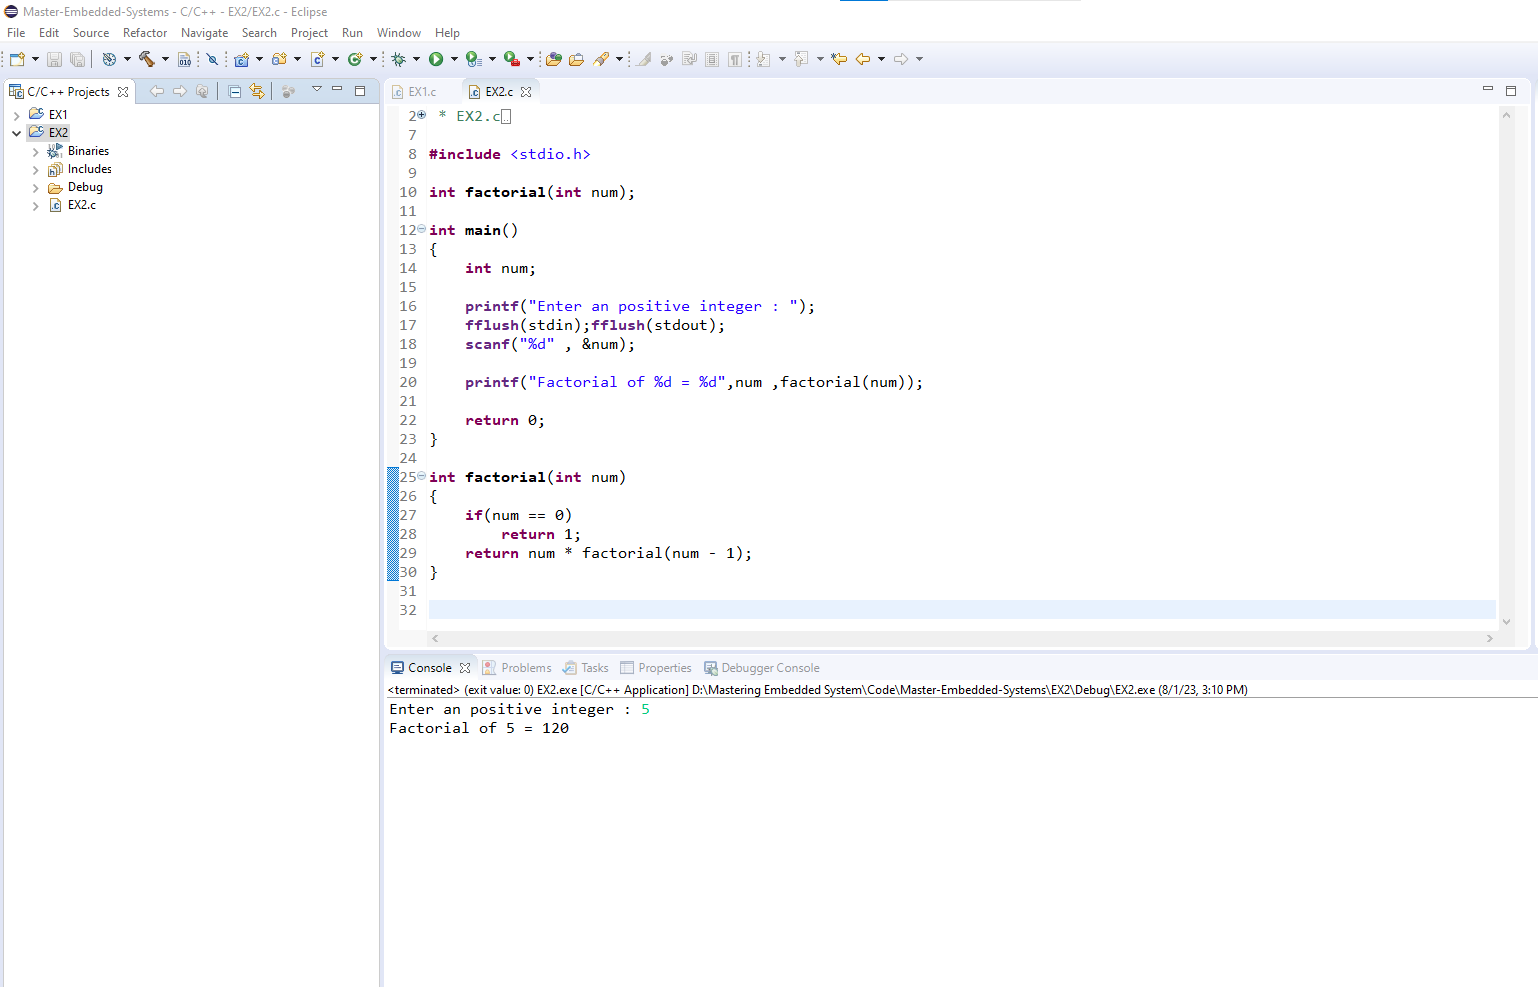 Master-Embedded-Systems - C/C++ - EX2/EX2.c - Eclipse
File Edit Source Refactor Navigate Search Project Run Window Help
C/C++ Projects
EX1
EX2
Binaries
Includes
Debug
EX2.c
EX1.c EX2.c
2 * EX2.c
7
8 #include <stdio.h>
9
10 int factorial(int num);
11
12 int main()
13 {
14 int num;
15
16 printf("Enter an positive integer : ");
17 fflush(stdin);fflush(stdout);
18 scanf("%d" , &num);
19
20 printf("Factorial of %d = %d",num ,factorial(num));
21
22 return 0;
23 }
24
25 int factorial(int num)
26 {
27 if(num == 0)
28 return 1;
29 return num * factorial(num - 1);
30 }
31
32
Console Problems Tasks Properties Debugger Console
<terminated> (exit value: 0) EX2.exe [C/C++ Application] D:\Mastering Embedded System\Code\Master-Embedded-Systems\EX2\Debug\EX2.exe (8/1/23, 3:10 PM)
Enter an positive integer : 5
Factorial of 5 = 120